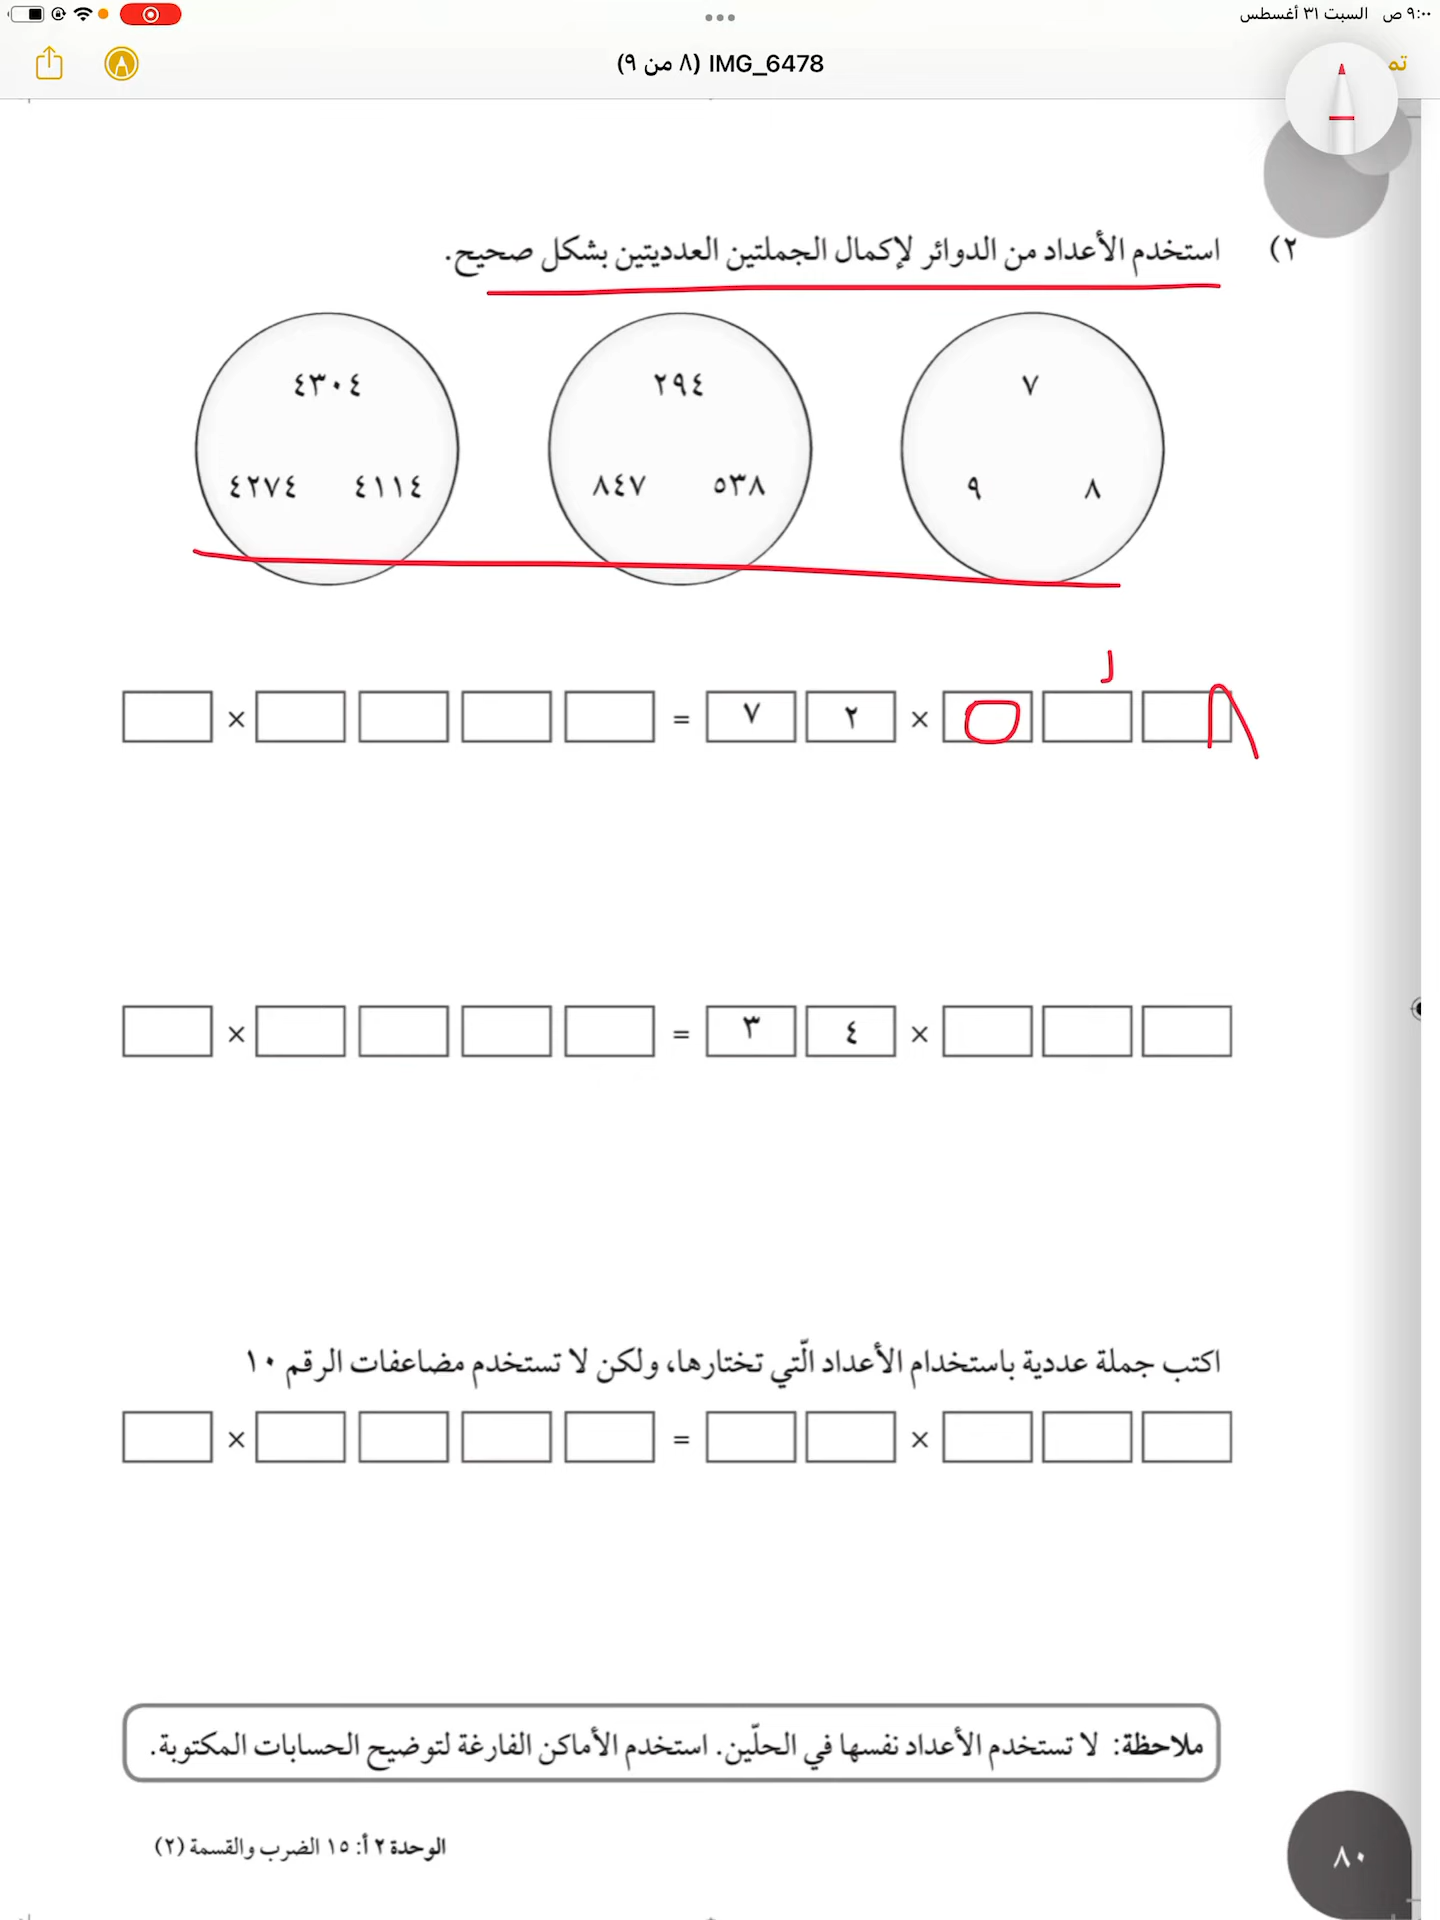 ٩:٠٠ ص السبت ٣١ أغسطس
IMG_6478 (٨ من ٩)
تم
٢) استخدم الأعداد من الدوائر لإكمال الجملتين العدديتين بشكل صحيح.
٧
٨ ٩
٢٩٤
٨٤٧ ٥٣٨
٤٣٠٤
٤٢٧٤ ٤١١٤
× = ٧ ٢ × ٥ ٨
× = ٣ ٤ ×
اكتب جملة عددية باستخدام الأعداد الّتي تختارها، ولكن لا تستخدم مضاعفات الرقم ١٠
× = ×
ملاحظة: لا تستخدم الأعداد نفسها في الحلّين. استخدم الأماكن الفارغة لتوضيح الحسابات المكتوبة.
الوحدة ٢ أ: ١٥ الضرب والقسمة (٢)
٨٠